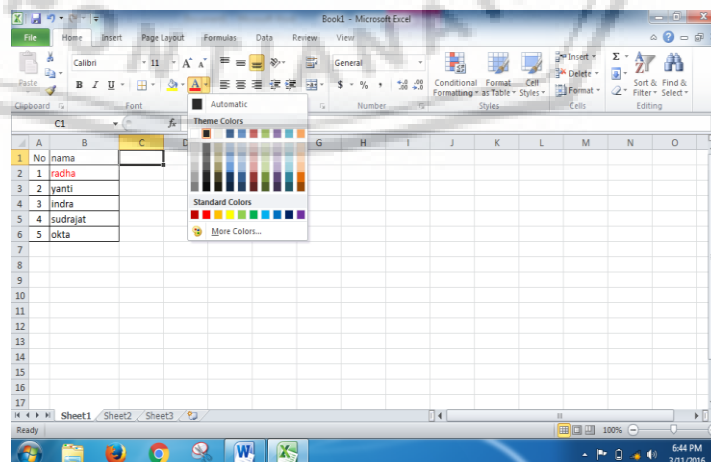 Book1 - Microsoft Excel
File Home Insert Page Layout Formulas Data Review View
Paste
Calibri 11 A A
B I U A
General
$ % ,
Conditional Formatting
Format as Table
Cell Styles
Insert
Delete
Format
Σ
Sort & Filter
Find & Select
Clipboard Font Number Styles Cells Editing
Automatic
Theme Colors
Standard Colors
More Colors...
C1 fx
A B C D G H I J K L M N O
1 No nama
2 1 radha
3 2 yanti
4 3 indra
5 4 sudrajat
6 5 okta
7
8
9
10
11
12
13
14
15
16
17
Sheet1 Sheet2 Sheet3
Ready 100%
6:44 PM
3/11/2016